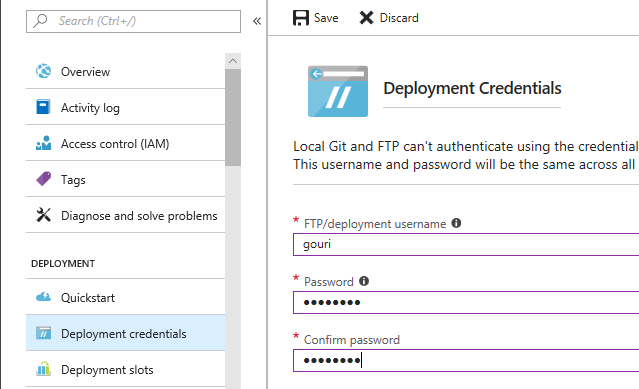 Search (Ctrl+/)
«
Overview
Activity log
Access control (IAM)
Tags
Diagnose and solve problems
DEPLOYMENT
Quickstart
Deployment credentials
Deployment slots
Save Discard
Deployment Credentials
Local Git and FTP can't authenticate using the credential
This username and password will be the same across all
* FTP/deployment username
gouri
* Password
••••••••
* Confirm password
••••••••